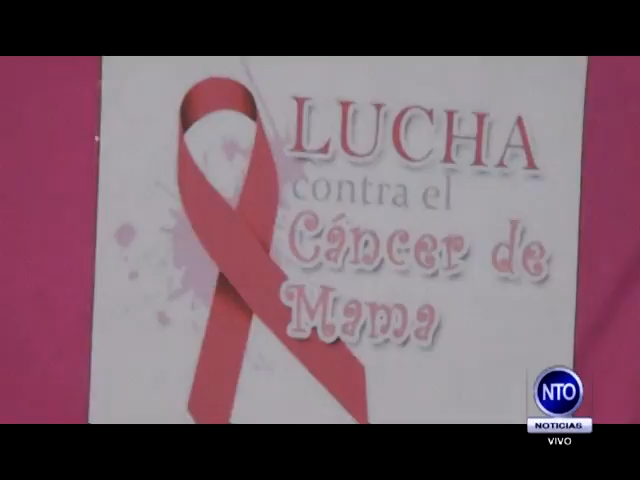 LUCHA
contra el
Cáncer de
Mama
NTO
NOTICIAS
VIVO